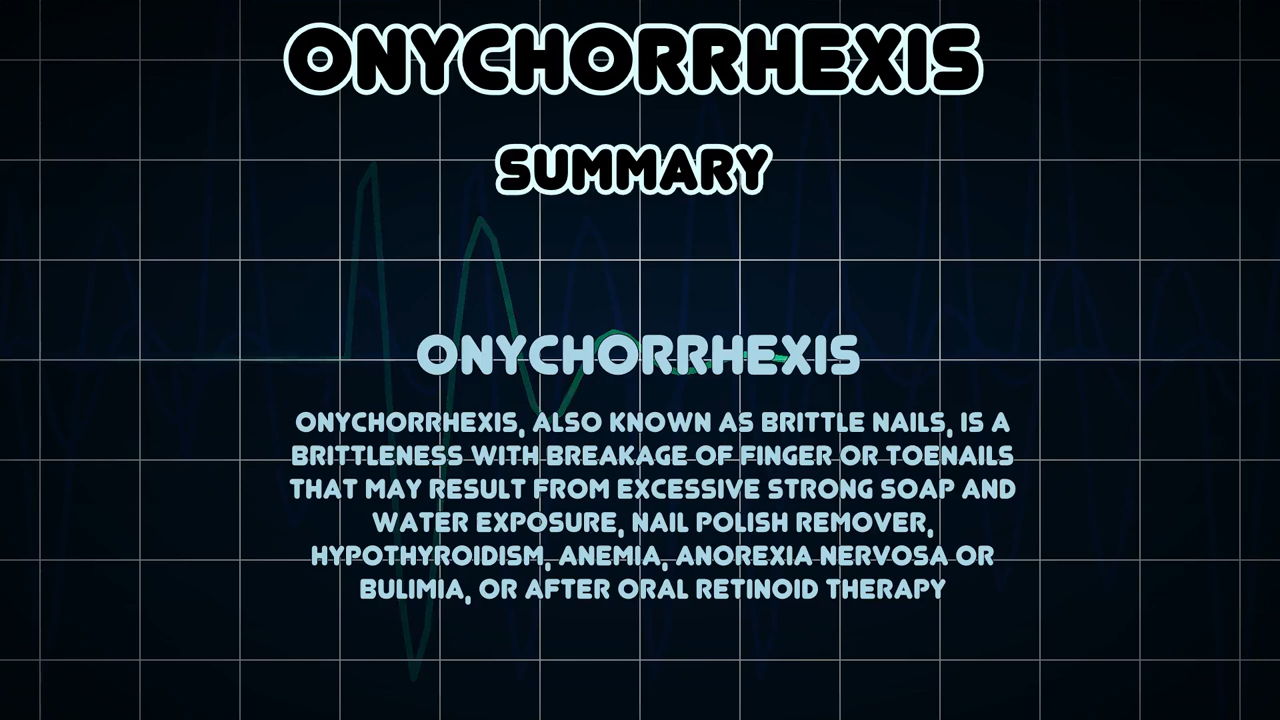 ONYCHORRHEXIS
SUMMARY
ONYCHORRHEXIS
ONYCHORRHEXIS, ALSO KNOWN AS BRITTLE NAILS, IS A
BRITTLENESS WITH BREAKAGE OF FINGER OR TOENAILS
THAT MAY RESULT FROM EXCESSIVE STRONG SOAP AND
WATER EXPOSURE, NAIL POLISH REMOVER,
HYPOTHYROIDISM, ANEMIA, ANOREXIA NERVOSA OR
BULIMIA, OR AFTER ORAL RETINOID THERAPY